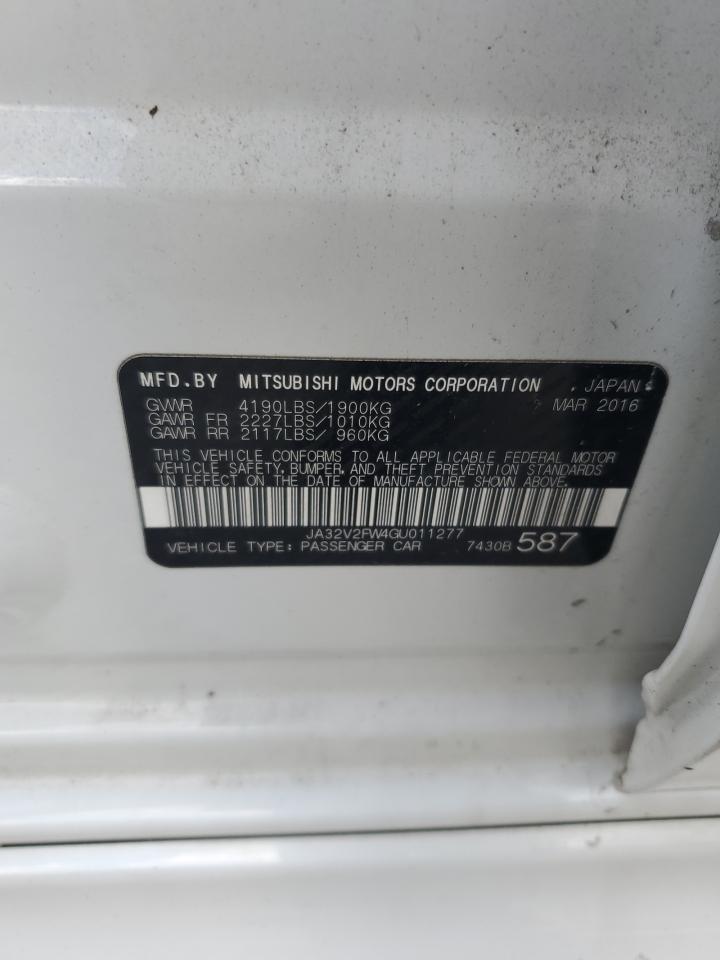 MFD.BY MITSUBISHI MOTORS CORPORATION JAPAN
GVWR 4190LBS/1900KG MAR 2016
GAWR FR 2227LBS/1010KG
GAWR RR 2117LBS/ 960KG
THIS VEHICLE CONFORMS TO ALL APPLICABLE FEDERAL MOTOR
VEHICLE SAFETY, BUMPER, AND THEFT PREVENTION STANDARDS
IN EFFECT ON THE DATE OF MANUFACTURE SHOWN ABOVE.
JA32V2FW4GU011277
VEHICLE TYPE: PASSENGER CAR 7430B 587